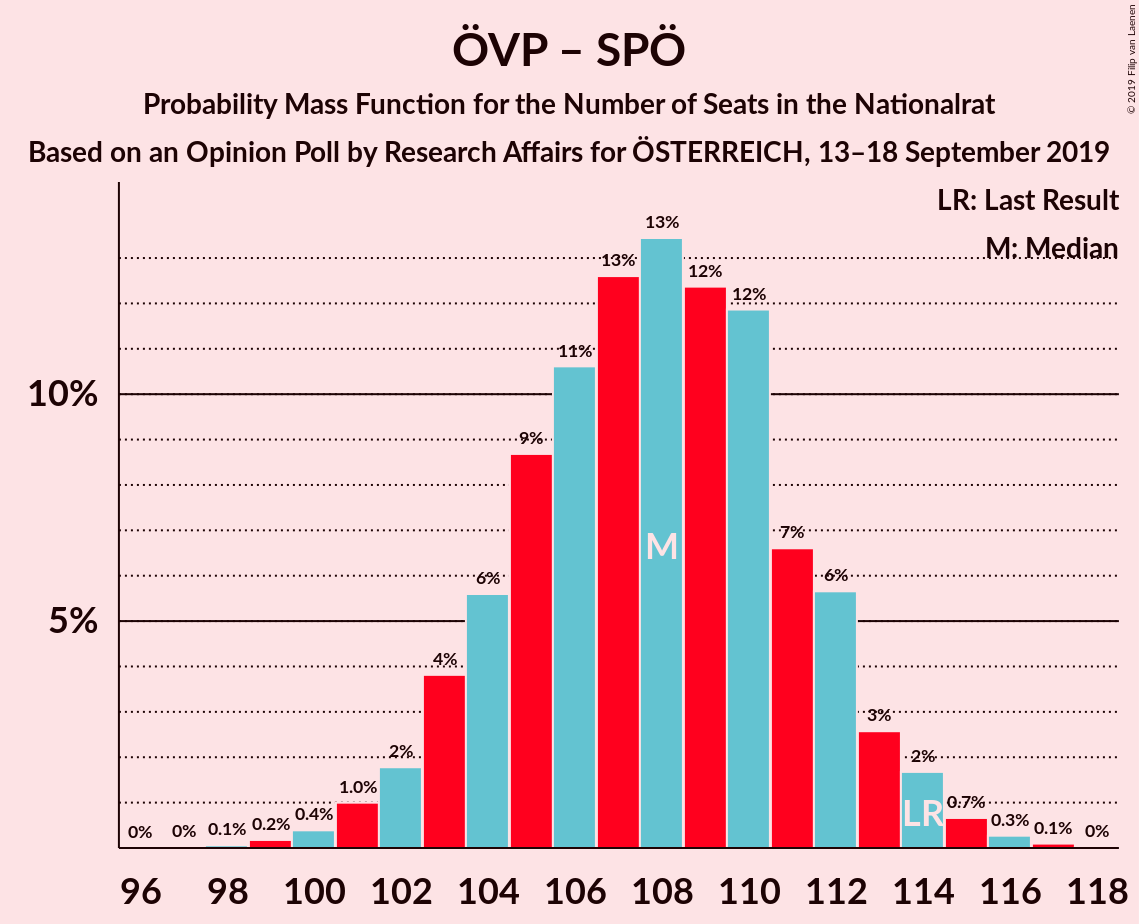 ÖVP – SPÖ
Probability Mass Function for the Number of Seats in the Nationalrat
Based on an Opinion Poll by Research Affairs for ÖSTERREICH, 13–18 September 2019
© 2019 Filip van Laenen
LR: Last Result
M: Median
10%
5%
0% 0% 0.1% 0.2% 0.4% 1.0% 2% 4% 6% 9% 11% 13% 13% 12% 12% 7% 6% 3% 2% 0.7% 0.3% 0.1% 0%
M
LR
96 98 100 102 104 106 108 110 112 114 116 118